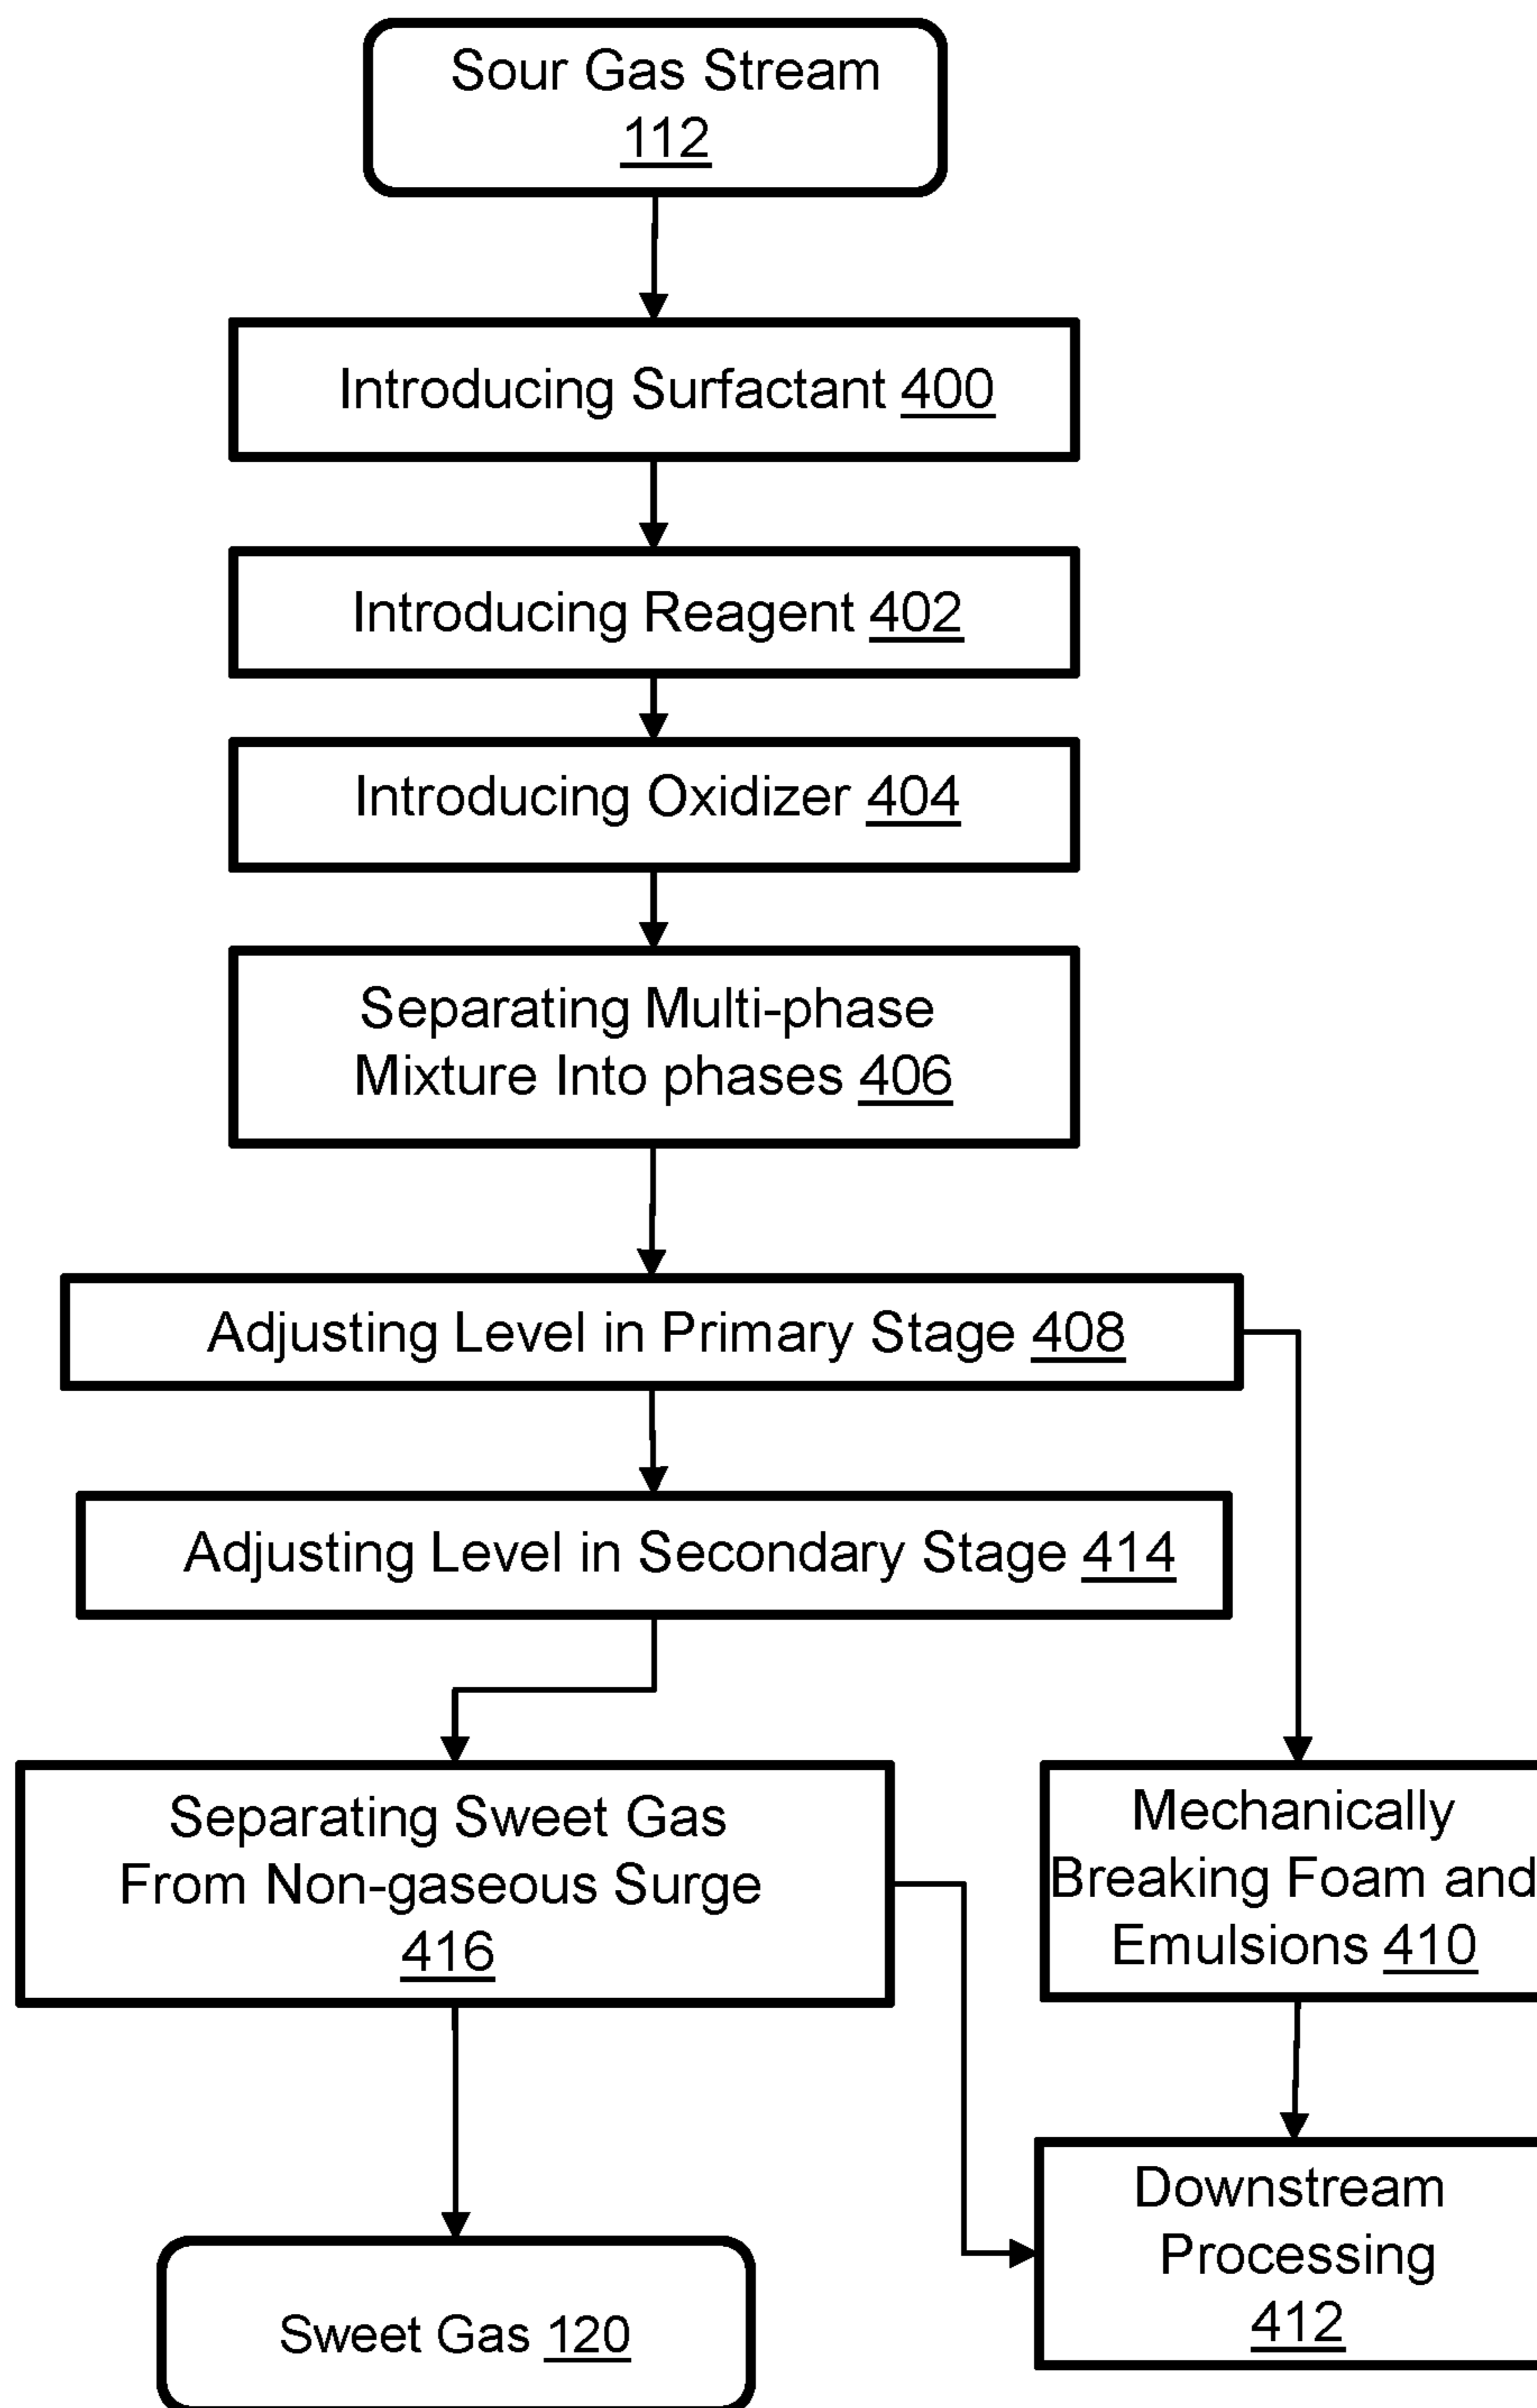 Sour Gas Stream
112
Introducing Surfactant 400
Introducing Reagent 402
Introducing Oxidizer 404
Separating Multi-phase
Mixture Into phases 406
Adjusting Level in Primary Stage 408
Adjusting Level in Secondary Stage 414
Separating Sweet Gas
From Non-gaseous Surge
416
Mechanically
Breaking Foam and
Emulsions 410
Downstream
Processing
412
Sweet Gas 120